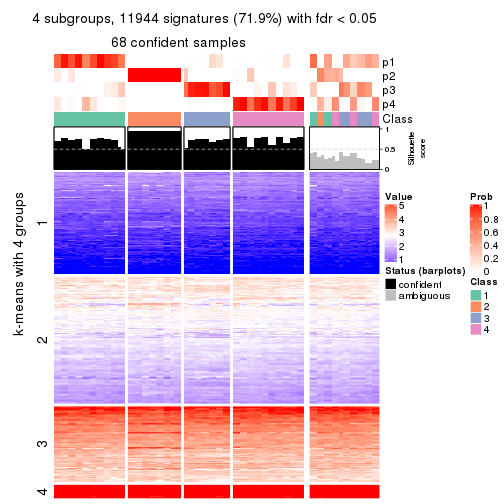 4 subgroups, 11944 signatures (71.9%) with fdr < 0.05
68 confident samples
p1
p2
p3
p4
Class
1
0.5
0
Silhouette
score
k-means with 4 groups
1
2
3
4
Value
5
4
3
2
1
Status (barplots)
confident
ambiguous
Prob
1
0.8
0.6
0.4
0.2
0
Class
1
2
3
4